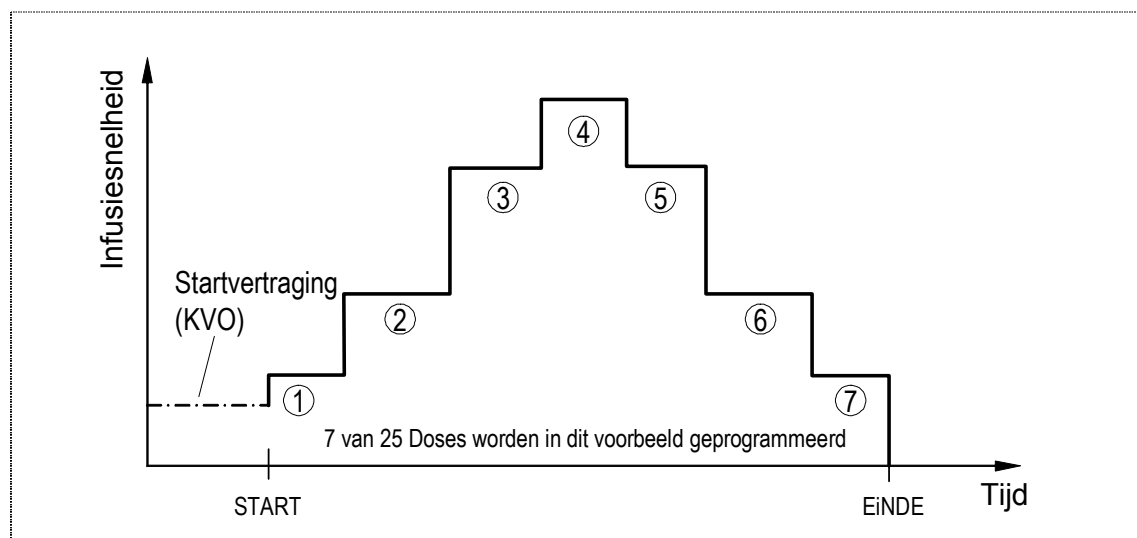 Infusiesnelheid
Startvertraging
(KVO)
①
②
③
④
⑤
⑥
⑦
7 van 25 Doses worden in dit voorbeeld geprogrammeerd
START
EiNDE
Tijd